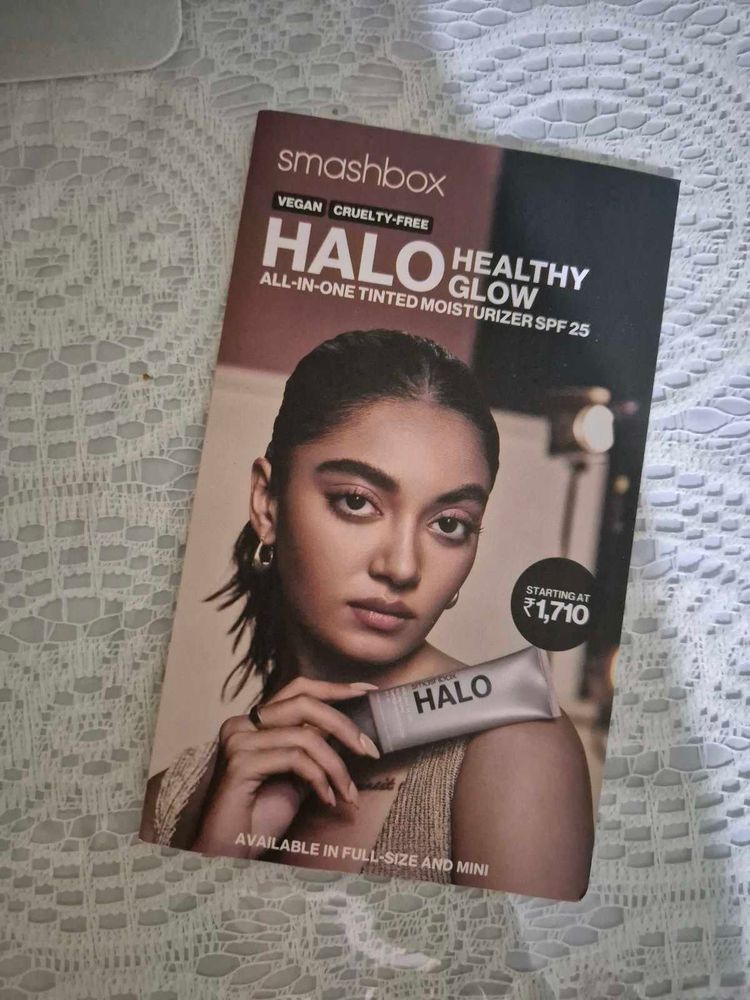 smashbox
VEGAN CRUELTY-FREE
HALO HEALTHY
GLOW
ALL-IN-ONE TINTED MOISTURIZER SPF 25
STARTING AT
₹1,710
smashbox
HALO
AVAILABLE IN FULL-SIZE AND MINI